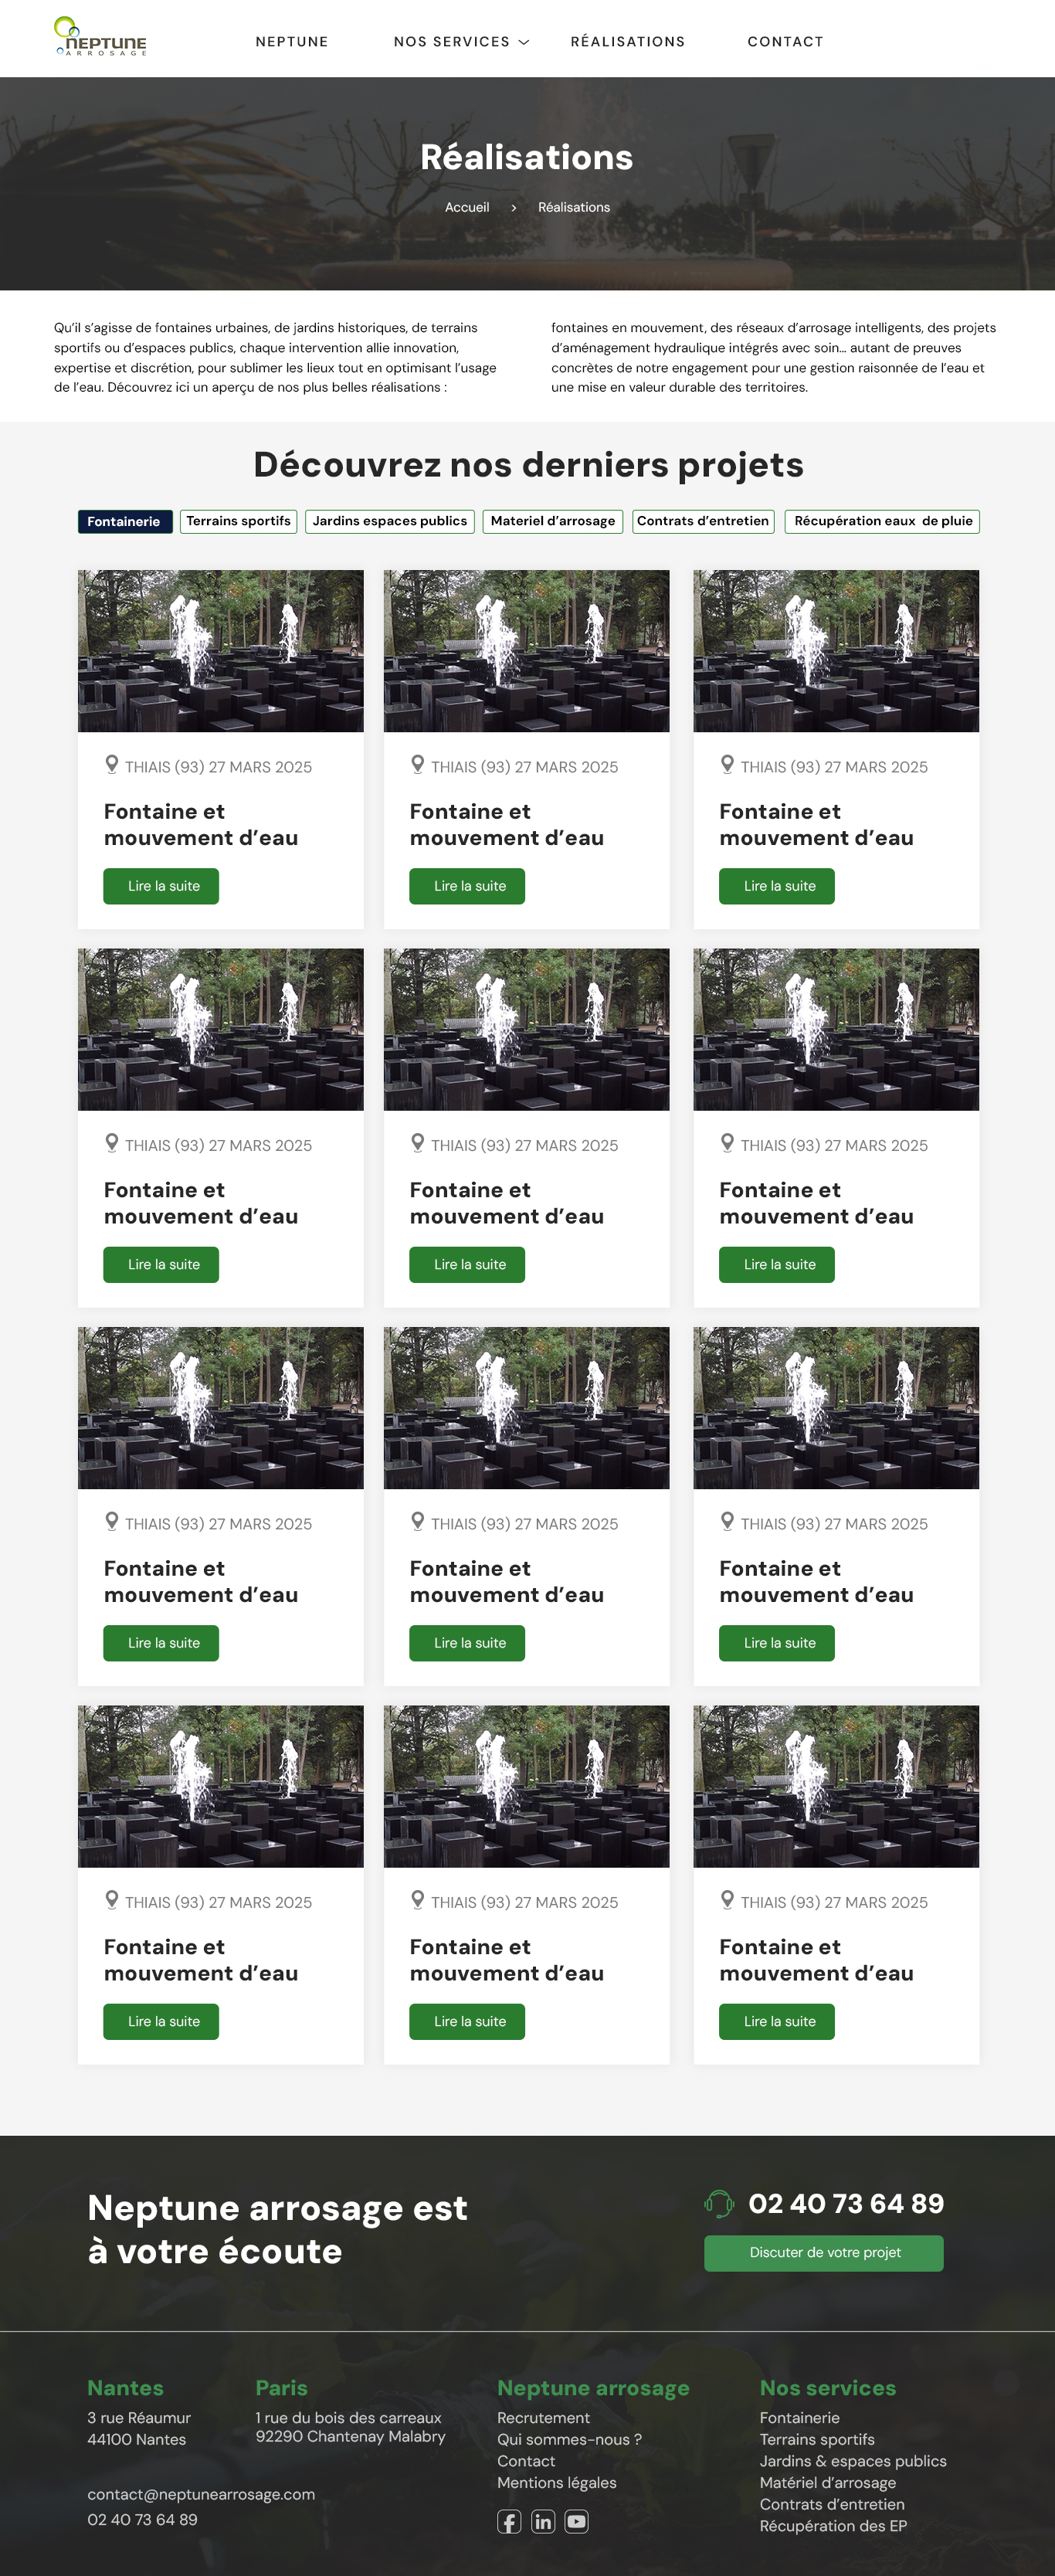 NEPTUNE
ARROSAGE
NEPTUNE
NOS SERVICES
RÉALISATIONS
CONTACT
Réalisations
Accueil > Réalisations
Qu’il s’agisse de fontaines urbaines, de jardins historiques, de terrains
sportifs ou d’espaces publics, chaque intervention allie innovation,
expertise et discrétion, pour sublimer les lieux tout en optimisant l’usage
de l’eau. Découvrez ici un aperçu de nos plus belles réalisations :
fontaines en mouvement, des réseaux d’arrosage intelligents, des projets
d’aménagement hydraulique intégrés avec soin… autant de preuves
concrètes de notre engagement pour une gestion raisonnée de l’eau et
une mise en valeur durable des territoires.
Découvrez nos derniers projets
Fontainerie
Terrains sportifs
Jardins espaces publics
Materiel d’arrosage
Contrats d’entretien
Récupération eaux de pluie
THIAIS (93) 27 MARS 2025
Fontaine et
mouvement d’eau
Lire la suite
THIAIS (93) 27 MARS 2025
Fontaine et
mouvement d’eau
Lire la suite
THIAIS (93) 27 MARS 2025
Fontaine et
mouvement d’eau
Lire la suite
THIAIS (93) 27 MARS 2025
Fontaine et
mouvement d’eau
Lire la suite
THIAIS (93) 27 MARS 2025
Fontaine et
mouvement d’eau
Lire la suite
THIAIS (93) 27 MARS 2025
Fontaine et
mouvement d’eau
Lire la suite
THIAIS (93) 27 MARS 2025
Fontaine et
mouvement d’eau
Lire la suite
THIAIS (93) 27 MARS 2025
Fontaine et
mouvement d’eau
Lire la suite
THIAIS (93) 27 MARS 2025
Fontaine et
mouvement d’eau
Lire la suite
THIAIS (93) 27 MARS 2025
Fontaine et
mouvement d’eau
Lire la suite
THIAIS (93) 27 MARS 2025
Fontaine et
mouvement d’eau
Lire la suite
THIAIS (93) 27 MARS 2025
Fontaine et
mouvement d’eau
Lire la suite
Neptune arrosage est
à votre écoute
02 40 73 64 89
Discuter de votre projet
Nantes
3 rue Réaumur
44100 Nantes
Paris
1 rue du bois des carreaux
92290 Chantenay Malabry
contact@neptunearrosage.com
02 40 73 64 89
Neptune arrosage
Recrutement
Qui sommes-nous ?
Contact
Mentions légales
Nos services
Fontainerie
Terrains sportifs
Jardins & espaces publics
Matériel d’arrosage
Contrats d’entretien
Récupération des EP